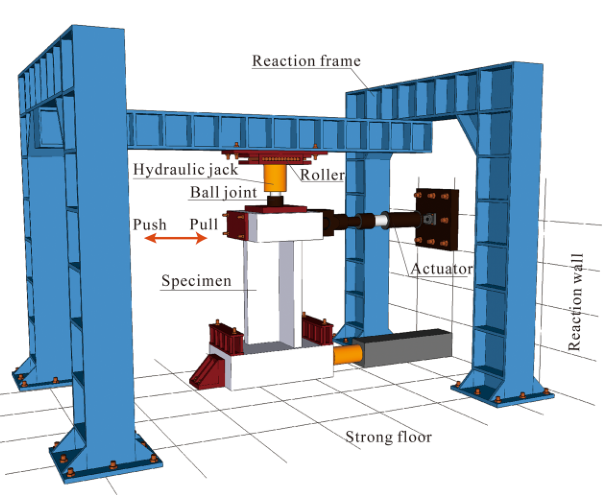 Reaction frame
Hydraulic jack
Roller
Ball joint
Push
Pull
Actuator
Specimen
Reaction wall
Strong floor